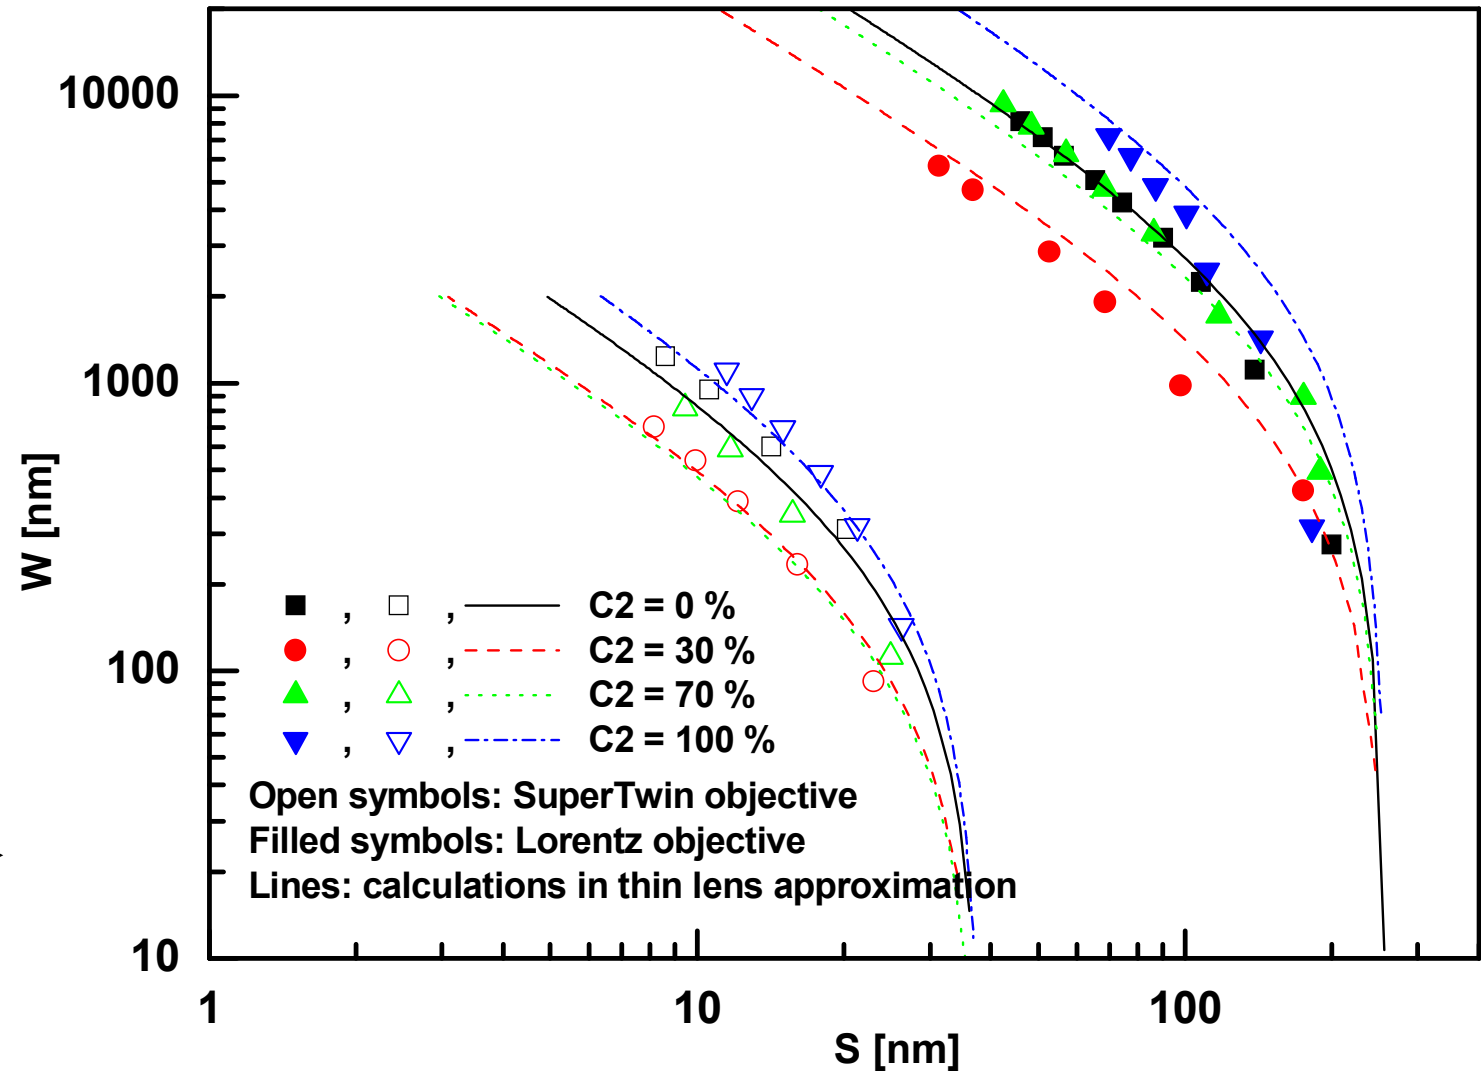 10000
1000
100
10
W [nm]
, , C2 = 0 %
, , C2 = 30 %
, , C2 = 70 %
, , C2 = 100 %
Open symbols: SuperTwin objective
Filled symbols: Lorentz objective
Lines: calculations in thin lens approximation
1 10 100
S [nm]